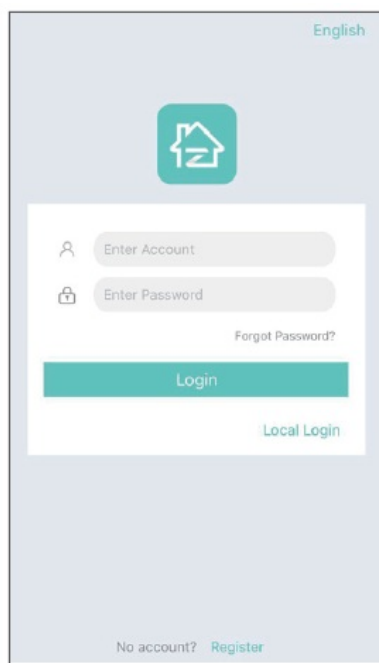 English
Enter Account
Enter Password
Forgot Password?
Login
Local Login
No account? Register